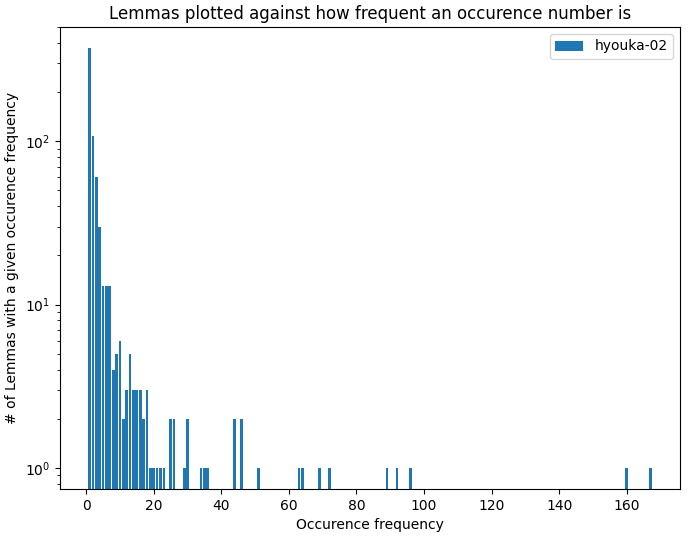 Lemmas plotted against how frequent an occurence number is
hyouka-02
# of Lemmas with a given occurence frequency
10²
10¹
10⁰
0 20 40 60 80 100 120 140 160
Occurence frequency